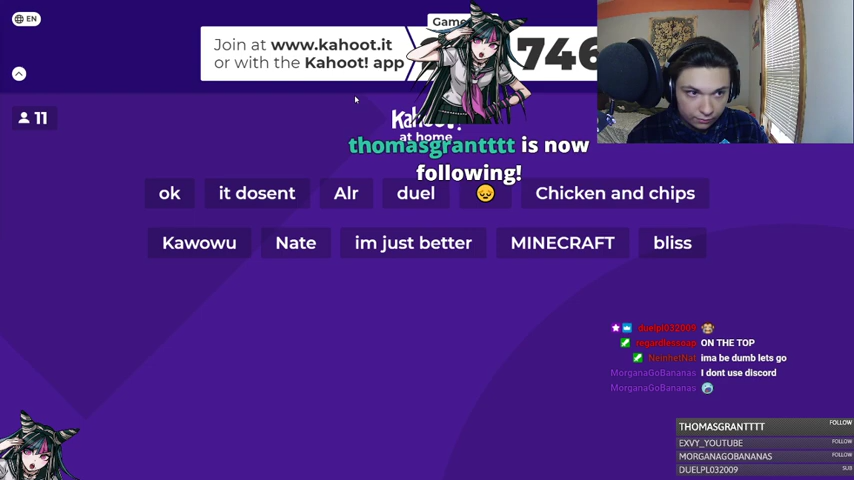 EN
Game
Join at www.kahoot.it
or with the Kahoot! app
746
11
Kahoot!
at home
thomasgrantttt is now
following!
ok
it dosent
Alr
duel
😔
Chicken and chips
Kawowu
Nate
im just better
MINECRAFT
bliss
duelpl032009
regardlesssoap ON THE TOP
ima be dumb lets go
MorganaGoBananas I dont use discord
MorganaGoBananas
THOMASGRANTTTT FOLLOW
EXVY_YOUTUBE FOLLOW
MORGANAGOBANANAS FOLLOW
DUELPL032009 SUB